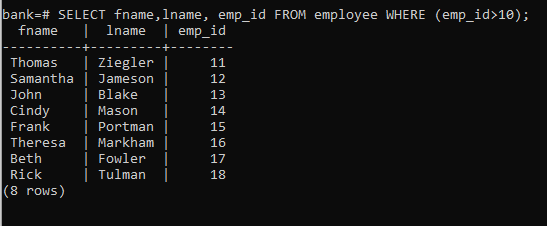 bank=# SELECT fname,lname, emp_id FROM employee WHERE (emp_id>10);
  fname   |  lname  | emp_id
----------+---------+--------
 Thomas   | Ziegler |     11
 Samantha | Jameson |     12
 John     | Blake   |     13
 Cindy    | Mason   |     14
 Frank    | Portman |     15
 Theresa  | Markham |     16
 Beth     | Fowler  |     17
 Rick     | Tulman  |     18
(8 rows)